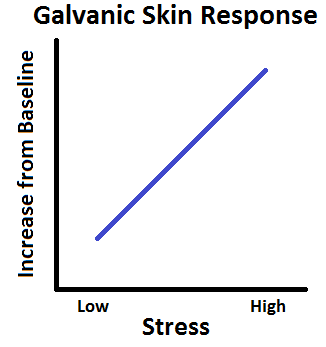 Galvanic Skin Response
Increase from Baseline
Low High
Stress